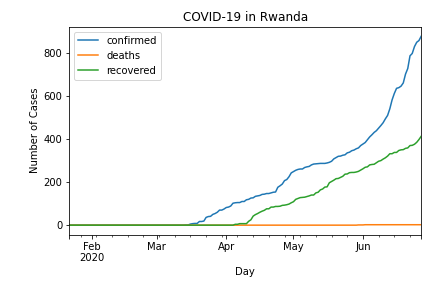 COVID-19 in Rwanda
confirmed
deaths
recovered
800
600
400
200
0
Number of Cases
Feb
2020
Mar
Apr
May
Jun
Day